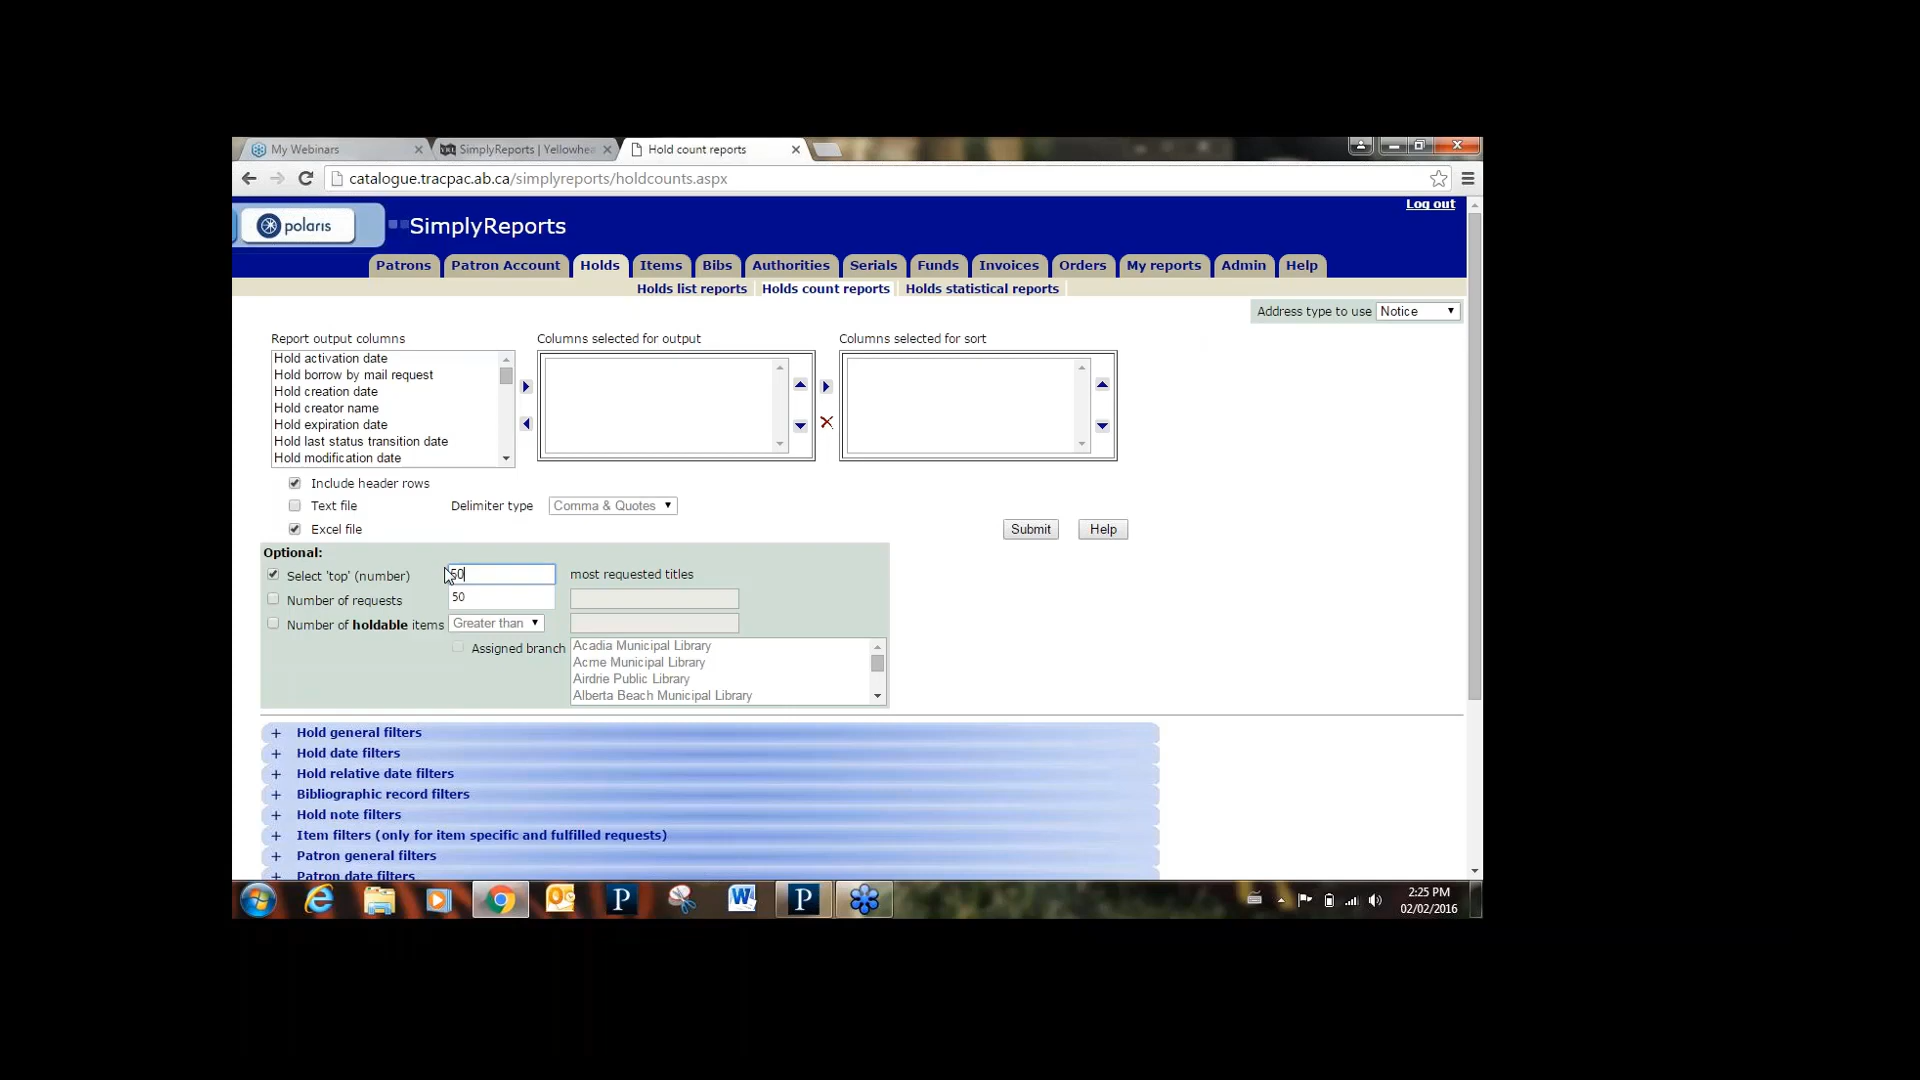 My Webinars
SimplyReports | Yellowhea
Hold count reports
catalogue.tracpac.ab.ca/simplyreports/holdcounts.aspx
Log out
polaris
SimplyReports
Patrons Patron Account Holds Items Bibs Authorities Serials Funds Invoices Orders My reports Admin Help
Holds list reports Holds count reports Holds statistical reports
Address type to use Notice
Report output columns Columns selected for output Columns selected for sort
Hold activation date
Hold borrow by mail request
Hold creation date
Hold creator name
Hold expiration date
Hold last status transition date
Hold modification date
Include header rows
Text file Delimiter type Comma & Quotes
Excel file Submit Help
Optional:
Select 'top' (number) 50 most requested titles
Number of requests 50
Number of holdable items Greater than
Assigned branch Acadia Municipal Library
Acme Municipal Library
Airdrie Public Library
Alberta Beach Municipal Library
+ Hold general filters
+ Hold date filters
+ Hold relative date filters
+ Bibliographic record filters
+ Hold note filters
+ Item filters (only for item specific and fulfilled requests)
+ Patron general filters
+ Patron date filters
P W P
2:25 PM
02/02/2016